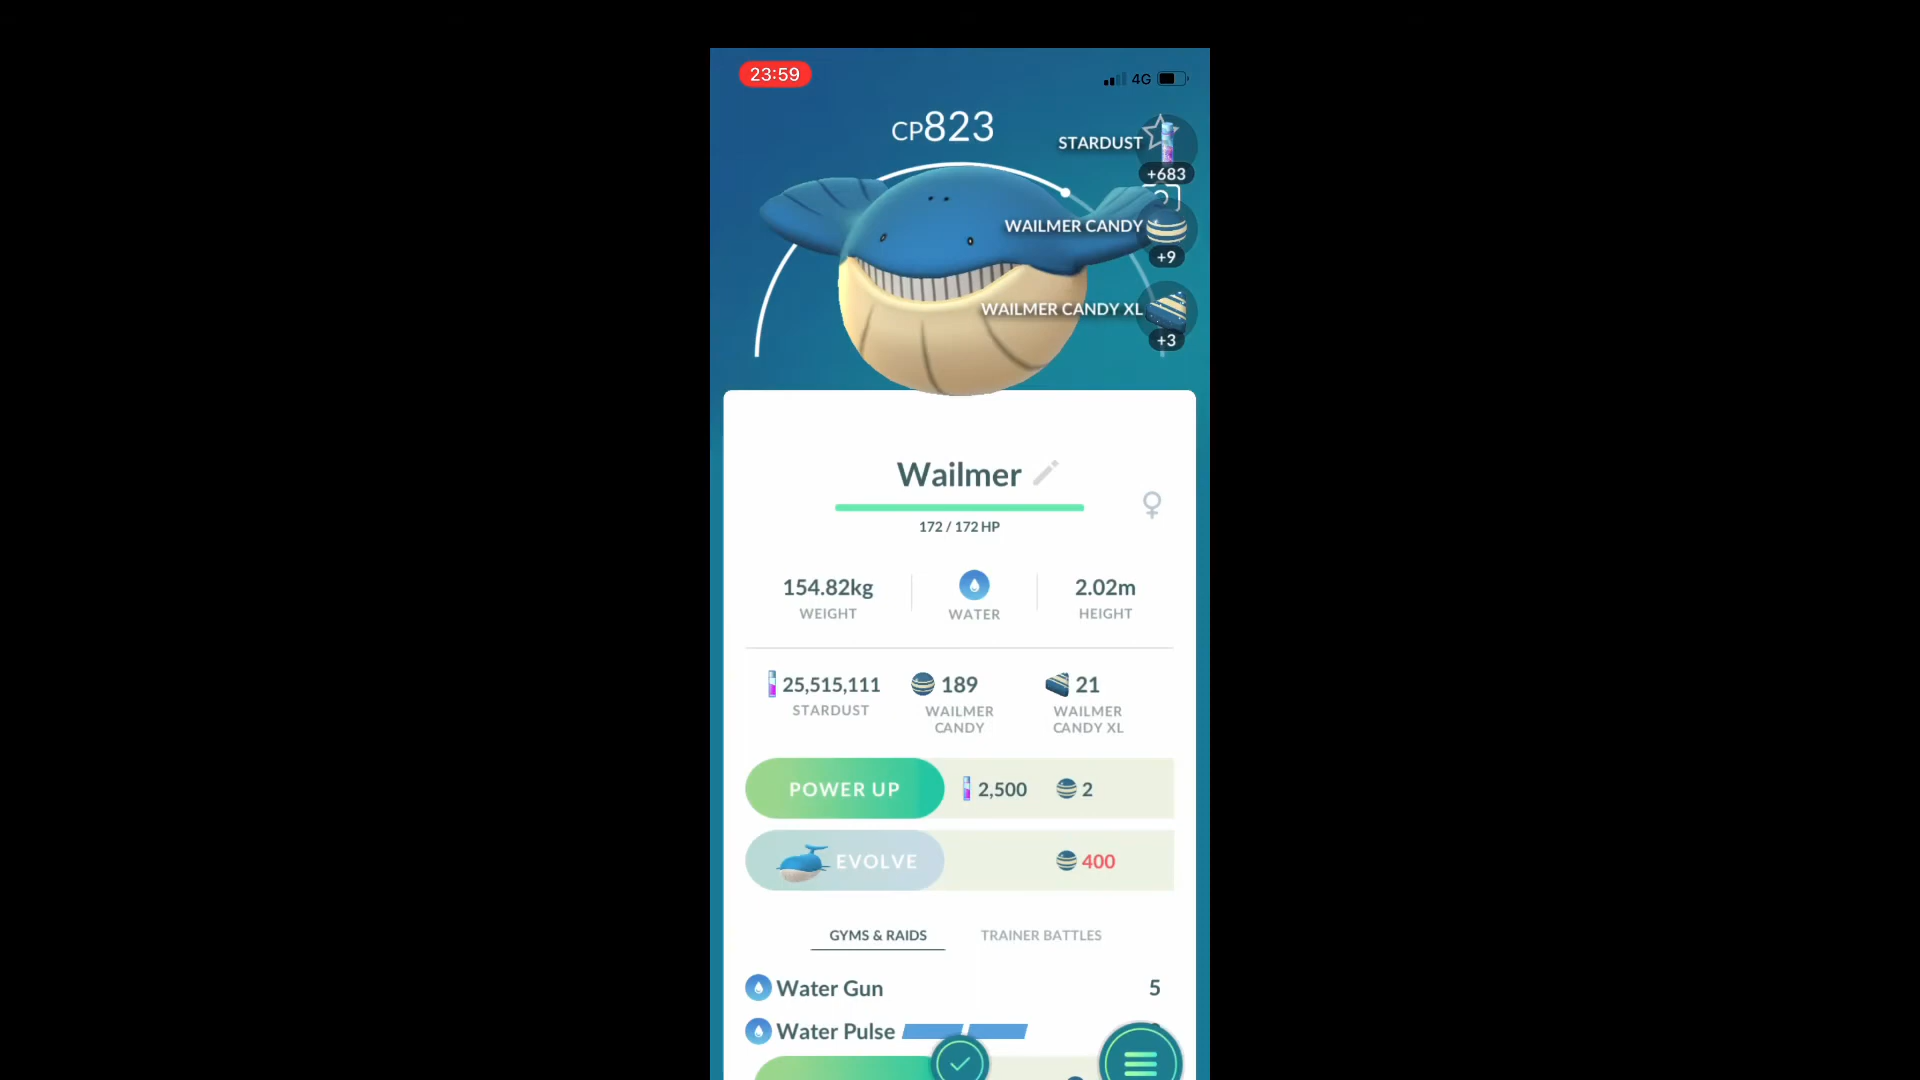 23:59
4G
CP823
STARDUST
+683
WAILMER CANDY
+9
WAILMER CANDY XL
+3
Wailmer
172 / 172 HP
154.82kg
WEIGHT
WATER
2.02m
HEIGHT
25,515,111
STARDUST
189
WAILMER
CANDY
21
WAILMER
CANDY XL
POWER UP
2,500
2
EVOLVE
400
GYMS & RAIDS
TRAINER BATTLES
Water Gun
5
Water Pulse